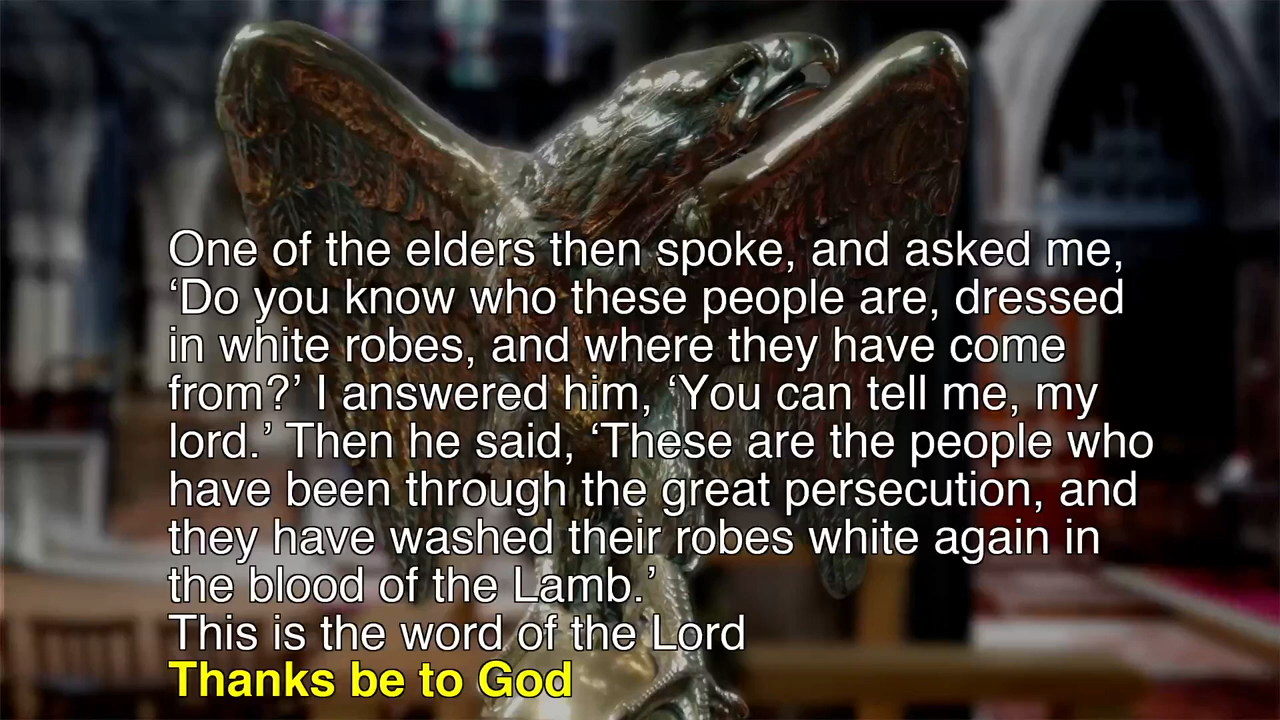 One of the elders then spoke, and asked me,
‘Do you know who these people are, dressed
in white robes, and where they have come
from?’ I answered him, ‘You can tell me, my
lord.’ Then he said, ‘These are the people who
have been through the great persecution, and
they have washed their robes white again in
the blood of the Lamb.’
This is the word of the Lord
Thanks be to God